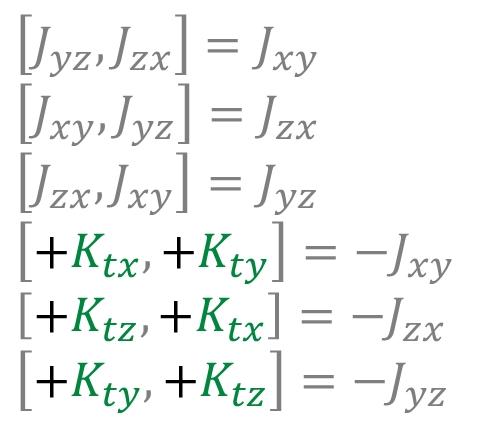 [J_{yz}, J_{zx}] = J_{xy}
[J_{xy}, J_{yz}] = J_{zx}
[J_{zx}, J_{xy}] = J_{yz}
[+K_{tx}, +K_{ty}] = −J_{xy}
[+K_{tz}, +K_{tx}] = −J_{zx}
[+K_{ty}, +K_{tz}] = −J_{yz}